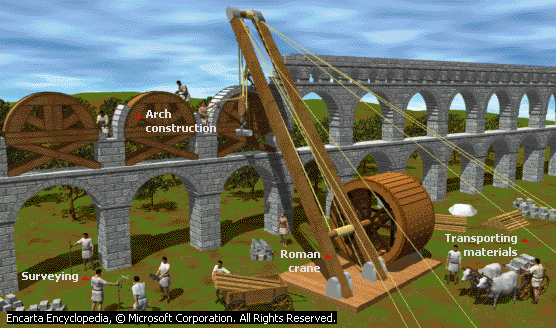 Arch
construction
Roman
crane
Transporting
materials
Surveying
Encarta Encyclopedia, © Microsoft Corporation. All Rights Reserved.